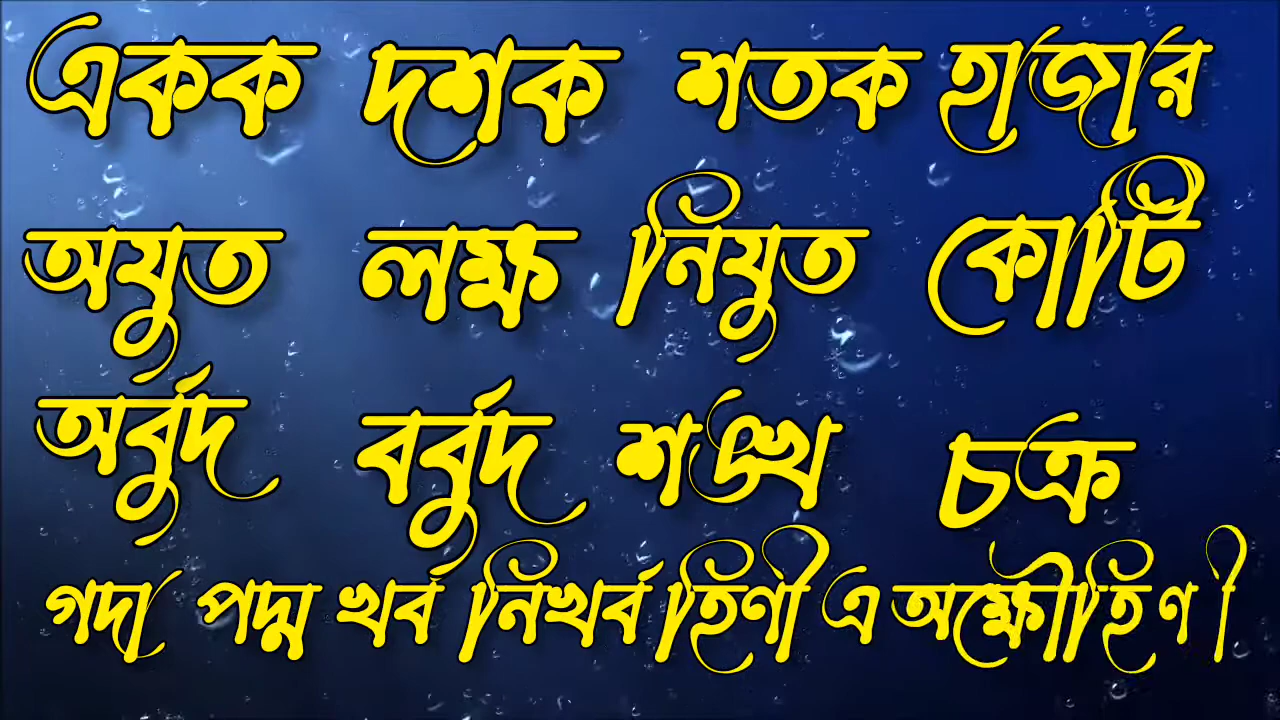 একক দশক শতক হাজার
অযুত লক্ষ নিযুত কোটি
অর্বুদ বর্বুদ শঙ্খ চক্র
গদা পদ্ম খর্ব নিখর্ব হিণী এ অক্ষৌহিণ ী